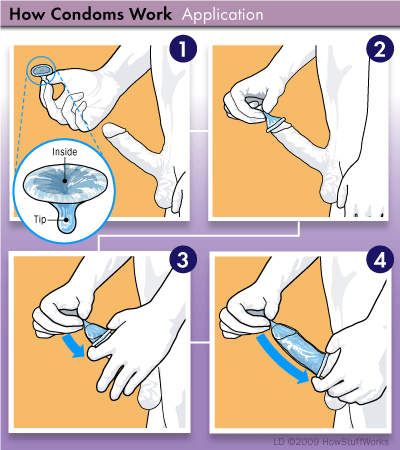 How Condoms Work Application
1
2
Inside
Tip
3
4
LD ©2009 HowStuffWorks